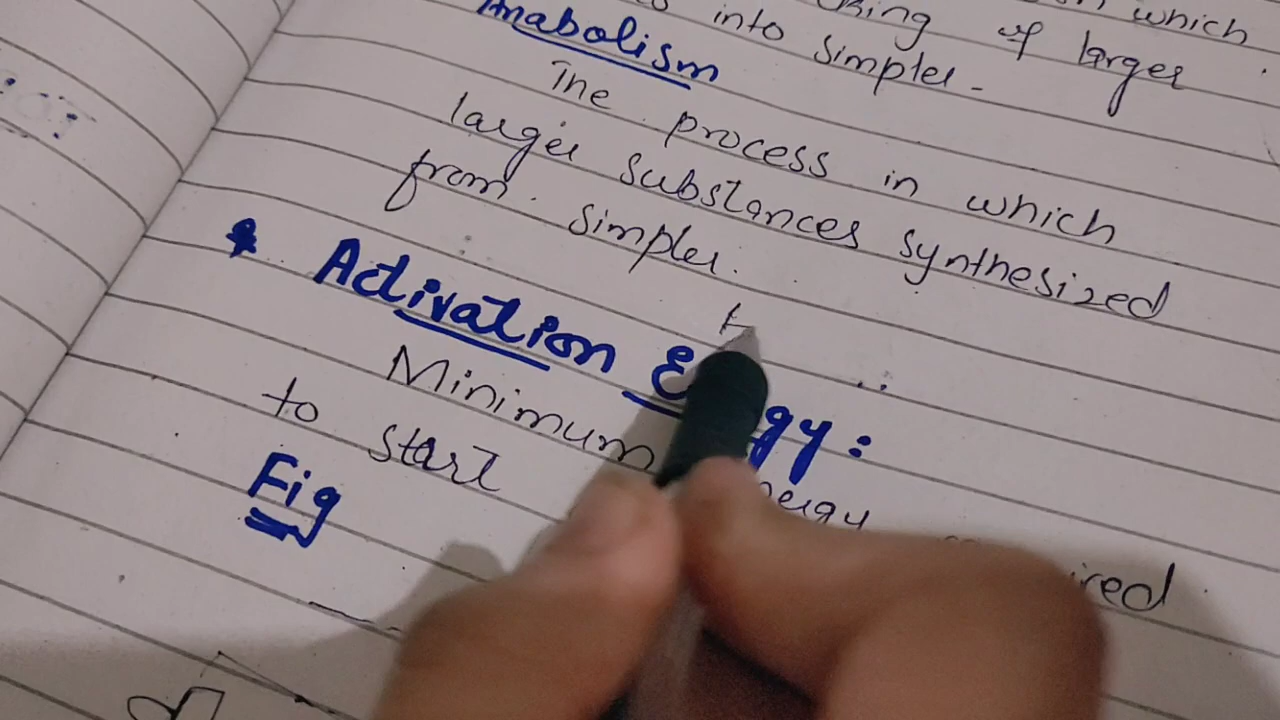 which
of larger
into simpler.
Anabolism
The process in which
larger substances synthesized
from simpler.
* Activation
Minimum
to start
Fig